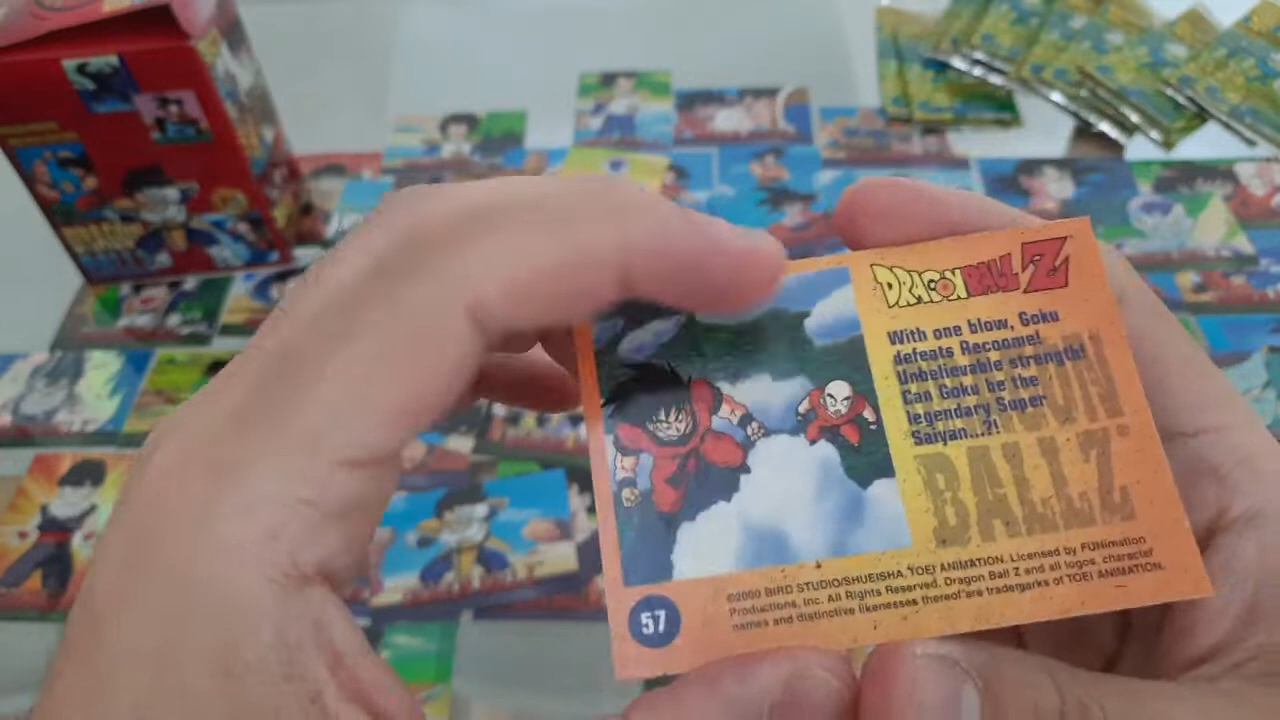 DRAGON BALL Z
With one blow, Goku
defeats Recoome!
Unbelievable strength!
Can Goku be the
legendary Super
Saiyan...?!
BALLZ
57
©2000 BIRD STUDIO/SHUEISHA, TOEI ANIMATION. Licensed by FUNimation
Productions, Inc. All Rights Reserved. Dragon Ball Z and all logos, character
names and distinctive likenesses thereof are trademarks of TOEI ANIMATION.